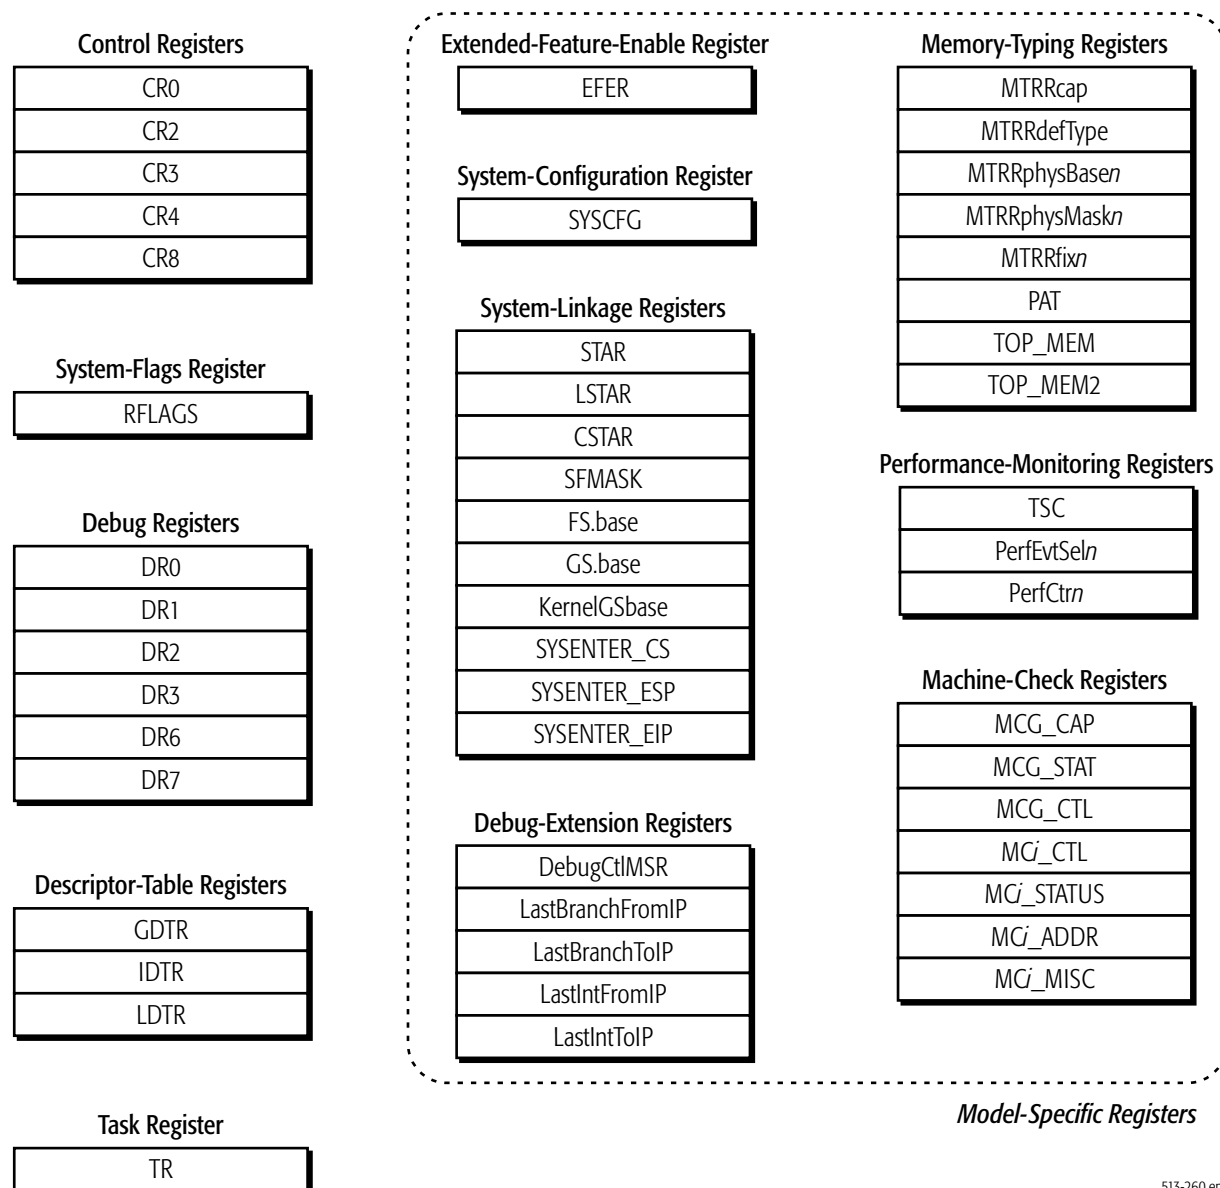 Control Registers
CR0
CR2
CR3
CR4
CR8
System-Flags Register
RFLAGS
Debug Registers
DR0
DR1
DR2
DR3
DR6
DR7
Descriptor-Table Registers
GDTR
IDTR
LDTR
Task Register
TR
Extended-Feature-Enable Register
EFER
System-Configuration Register
SYSCFG
System-Linkage Registers
STAR
LSTAR
CSTAR
SFMASK
FS.base
GS.base
KernelGSbase
SYSENTER_CS
SYSENTER_ESP
SYSENTER_EIP
Debug-Extension Registers
DebugCtlMSR
LastBranchFromIP
LastBranchToIP
LastIntFromIP
LastIntToIP
Memory-Typing Registers
MTRRcap
MTRRdefType
MTRRphysBasen
MTRRphysMaskn
MTRRfixn
PAT
TOP_MEM
TOP_MEM2
Performance-Monitoring Registers
TSC
PerfEvtSeln
PerfCtrn
Machine-Check Registers
MCG_CAP
MCG_STAT
MCG_CTL
MCi_CTL
MCi_STATUS
MCi_ADDR
MCi_MISC
Model-Specific Registers